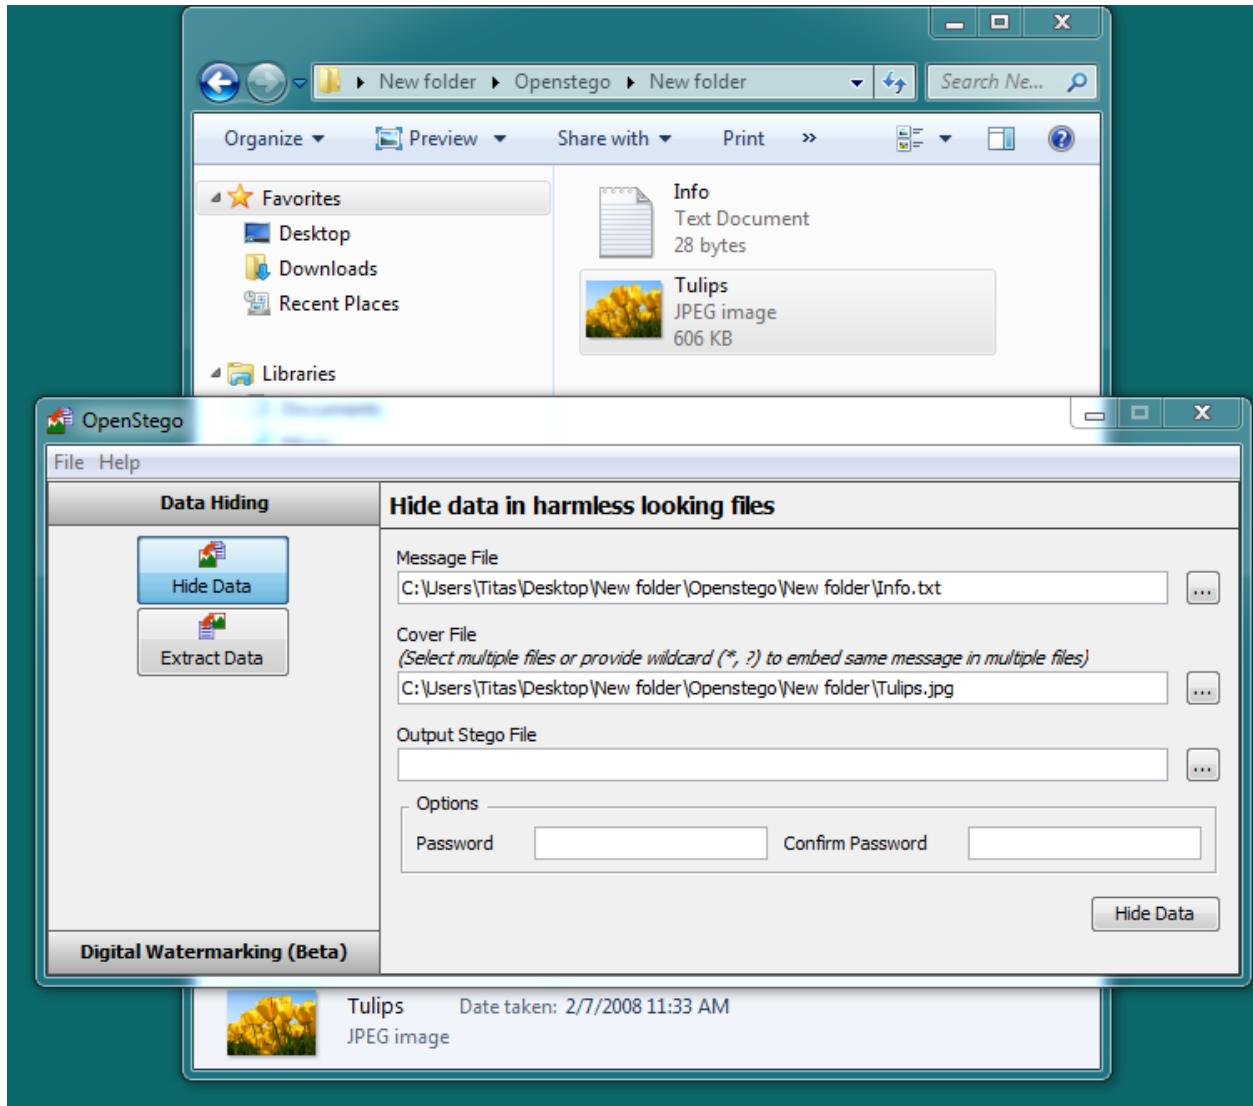 New folder Openstego New folder Search Ne...
Organize Preview Share with Print »
Favorites
Desktop
Downloads
Recent Places
Libraries
Info
Text Document
28 bytes
Tulips
JPEG image
606 KB
OpenStego
File Help
Data Hiding
Hide Data
Extract Data
Digital Watermarking (Beta)
Hide data in harmless looking files
Message File
C:\Users\Titas\Desktop\New folder\Openstego\New folder\Info.txt
...
Cover File
(Select multiple files or provide wildcard (*, ?) to embed same message in multiple files)
C:\Users\Titas\Desktop\New folder\Openstego\New folder\Tulips.jpg
...
Output Stego File
...
Options
Password Confirm Password
Hide Data
Tulips Date taken: 2/7/2008 11:33 AM
JPEG image